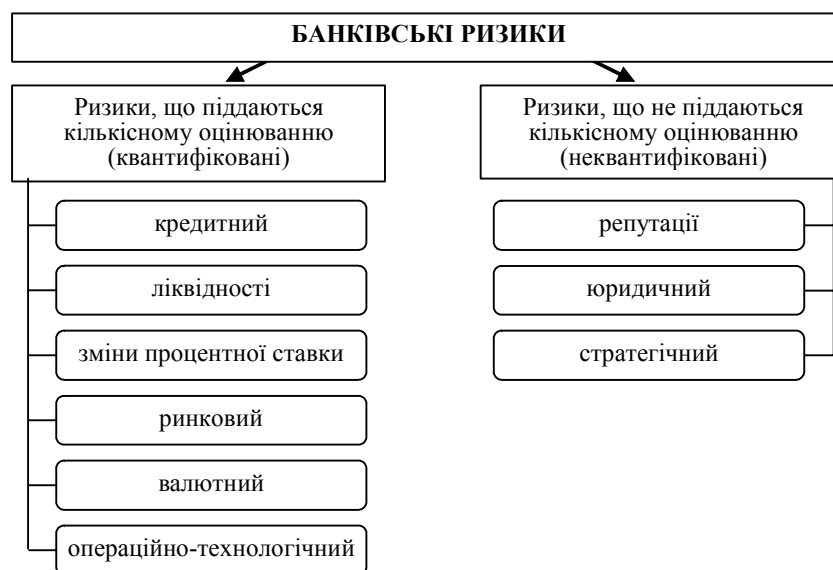 БАНКІВСЬКІ РИЗИКИ
Ризики, що піддаються
кількісному оцінюванню
(квантифіковані)
кредитний
ліквідності
зміни процентної ставки
ринковий
валютний
операційно-технологічний
Ризики, що не піддаються
кількісному оцінюванню
(неквантифіковані)
репутації
юридичний
стратегічний